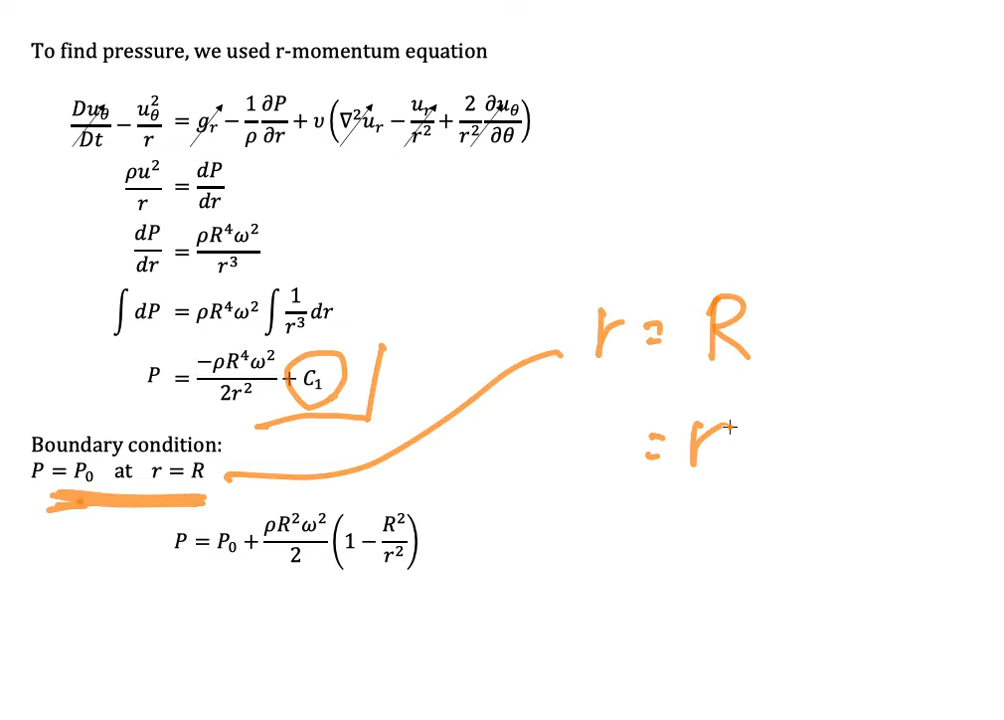 To find pressure, we used r-momentum equation
Du_θ/Dt − u_θ²/r = g_r − 1/ρ ∂P/∂r + υ(∇²u_r − u_r/r² + 2/r² ∂u_θ/∂θ)
ρu²/r = dP/dr
dP/dr = ρR⁴ω²/r³
∫ dP = ρR⁴ω² ∫ 1/r³ dr
P = −ρR⁴ω²/2r² + C₁
Boundary condition:
P = P₀ at r = R
P = P₀ + ρR²ω²/2 (1 − R²/r²)
r = R
= r